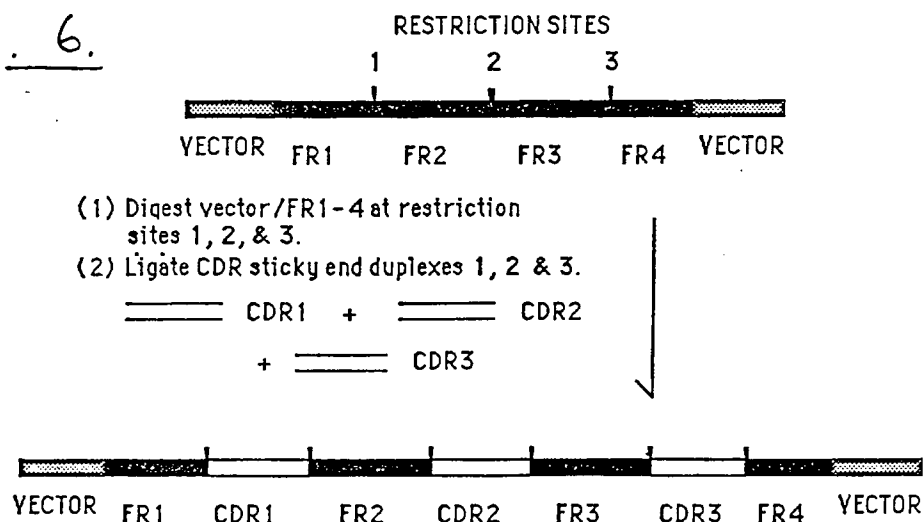 . 6.
RESTRICTION SITES
1 2 3
VECTOR FR1 FR2 FR3 FR4 VECTOR
(1) Digest vector/FR1-4 at restriction
sites 1, 2, & 3.
(2) Ligate CDR sticky end duplexes 1, 2 & 3.
CDR1 + CDR2
+ CDR3
VECTOR FR1 CDR1 FR2 CDR2 FR3 CDR3 FR4 VECTOR